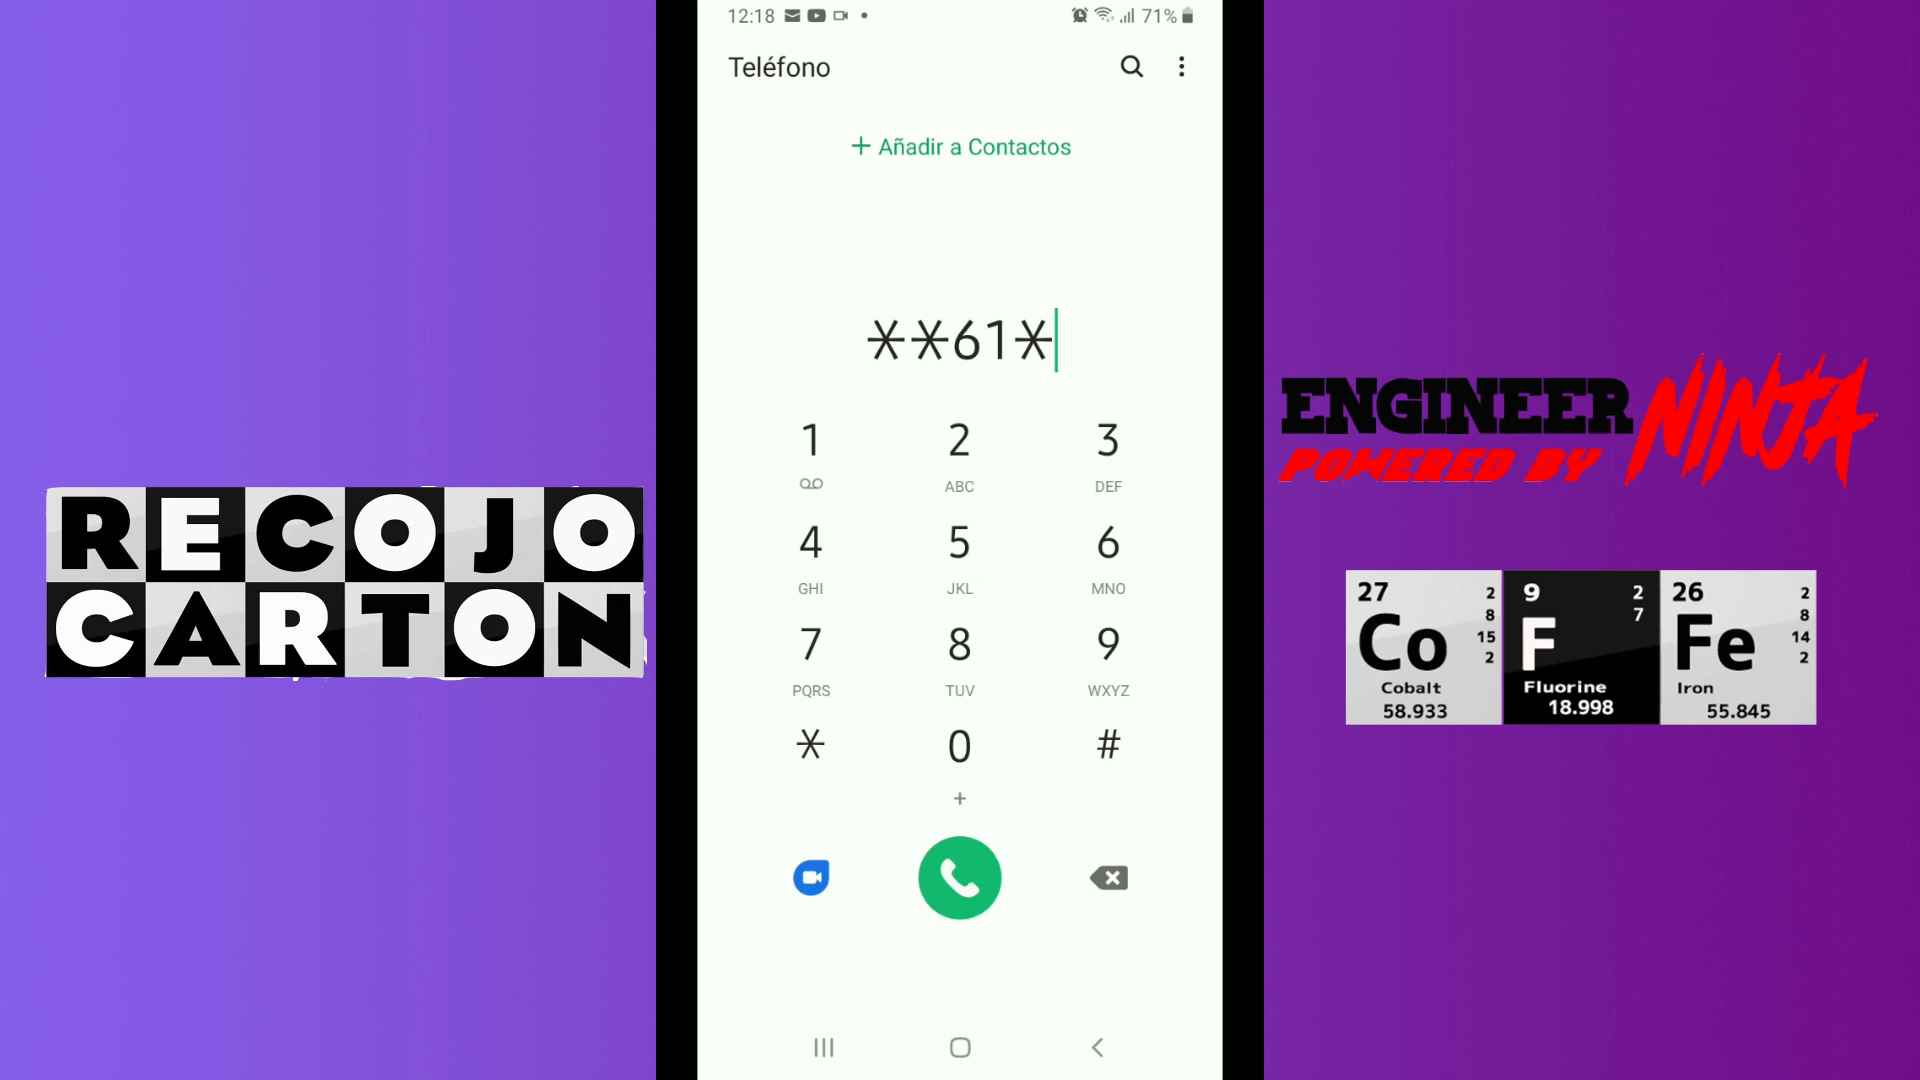 12:18 71%
Teléfono
+ Añadir a Contactos
**61*
1 2 3
ABC DEF
4 5 6
GHI JKL MNO
7 8 9
PQRS TUV WXYZ
* 0 #
+
RECOJO
CARTON
ENGINEER NINJA
POWERED BY
27 2 8 15 2
Co
Cobalt
58.933
9 2 7
F
Fluorine
18.998
26 2 8 14 2
Fe
Iron
55.845